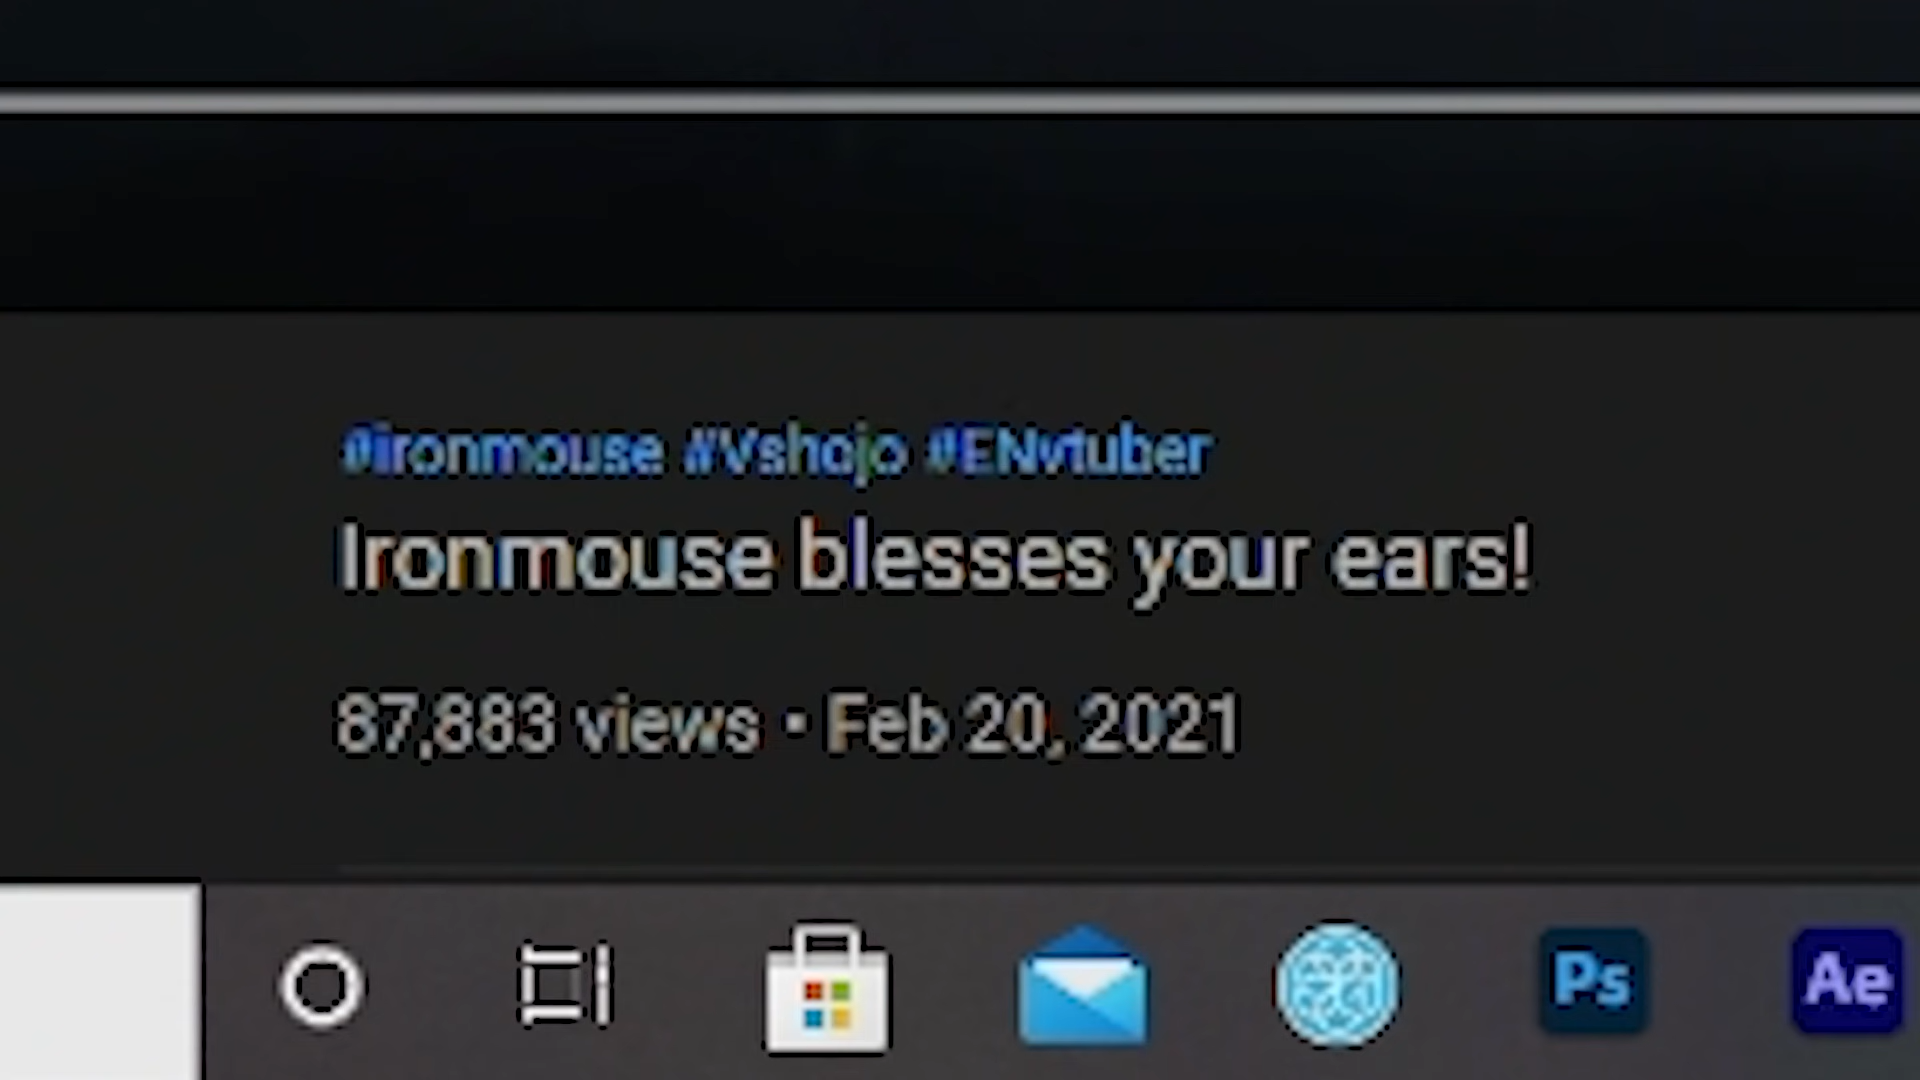 #ironmouse #Vshojo #ENvtuber
Ironmouse blesses your ears!
87,883 views • Feb 20, 2021
Ps
Ae